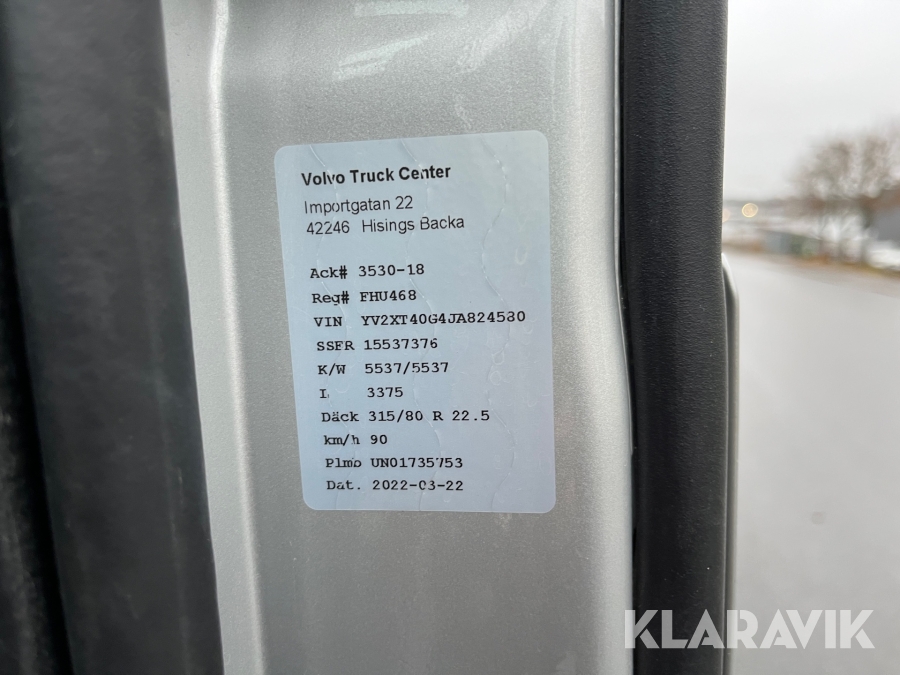 Volvo Truck Center
Importgatan 22
42246 Hisings Backa
Ack# 3530-18
Reg# FHU468
VIN YV2XT40G4JA824530
SSFR 15537376
K/W 5537/5537
L 3375
Däck 315/80 R 22.5
km/h 90
Plmb UN01735753
Dat. 2022-03-22
KLARAVIK